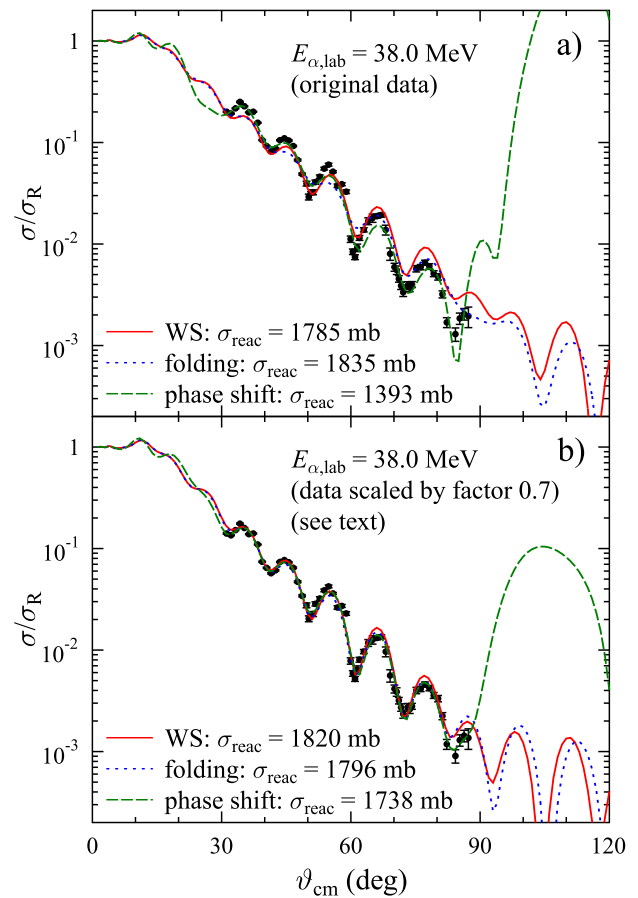 a)
E_α,lab = 38.0 MeV
(original data)
1
10⁻¹
10⁻²
10⁻³
σ/σ_R
WS: σ_reac = 1785 mb
folding: σ_reac = 1835 mb
phase shift: σ_reac = 1393 mb
b)
E_α,lab = 38.0 MeV
(data scaled by factor 0.7)
(see text)
1
10⁻¹
10⁻²
10⁻³
σ/σ_R
WS: σ_reac = 1820 mb
folding: σ_reac = 1796 mb
phase shift: σ_reac = 1738 mb
0 30 60 90 120
ϑ_cm (deg)